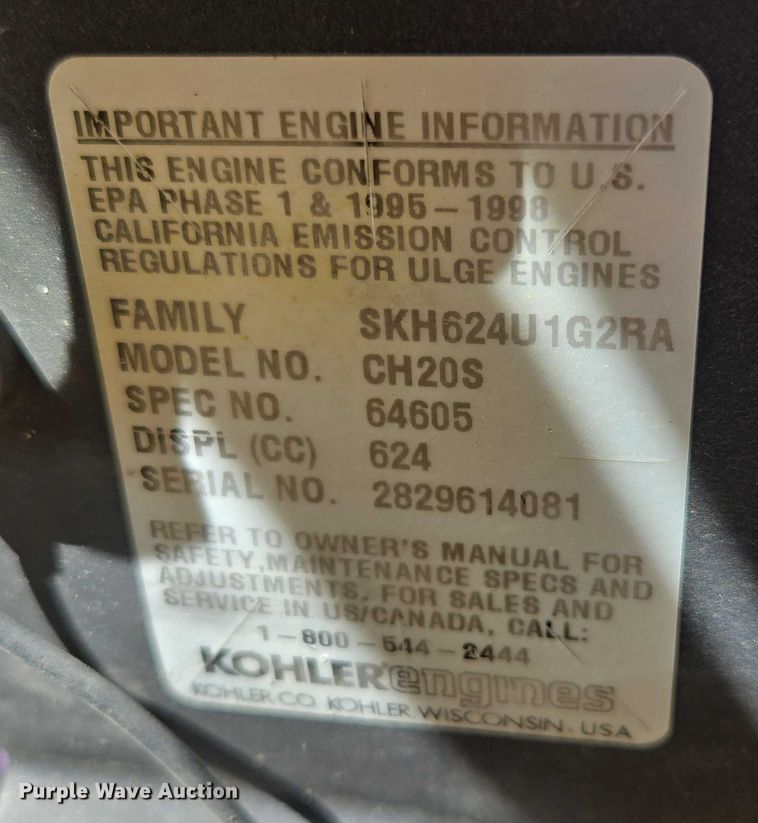 IMPORTANT ENGINE INFORMATION
THIS ENGINE CONFORMS TO U.S.
EPA PHASE 1 & 1995-1998
CALIFORNIA EMISSION CONTROL
REGULATIONS FOR ULGE ENGINES
FAMILY SKH624U1G2RA
MODEL NO. CH20S
SPEC NO. 64605
DISPL (CC) 624
SERIAL NO. 2829614081
REFER TO OWNER'S MANUAL FOR
SAFETY, MAINTENANCE SPECS AND
ADJUSTMENTS. FOR SALES AND
SERVICE IN US/CANADA, CALL:
1-800-544-2444
KOHLER engines
KOHLER CO. KOHLER, WISCONSIN. USA
Purple Wave Auction